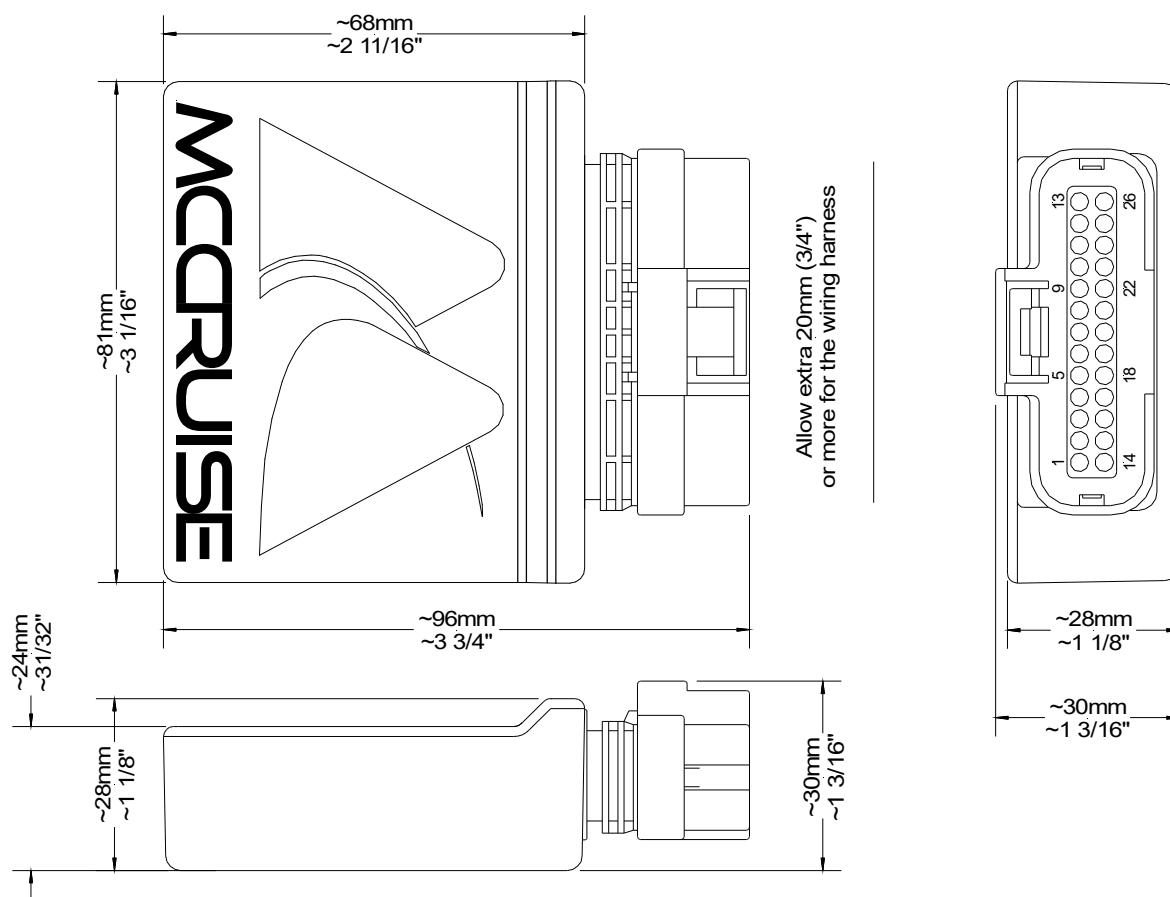 ~68mm
~2 11/16"
MCCRUISE
~81mm
~3 1/16"
Allow extra 20mm (3/4")
or more for the wiring harness
13
26
9
22
5
18
1
14
~96mm
~3 3/4"
~28mm
~1 1/8"
~30mm
~1 3/16"
~24mm
~31/32"
~28mm
~1 1/8"
~30mm
~1 3/16"